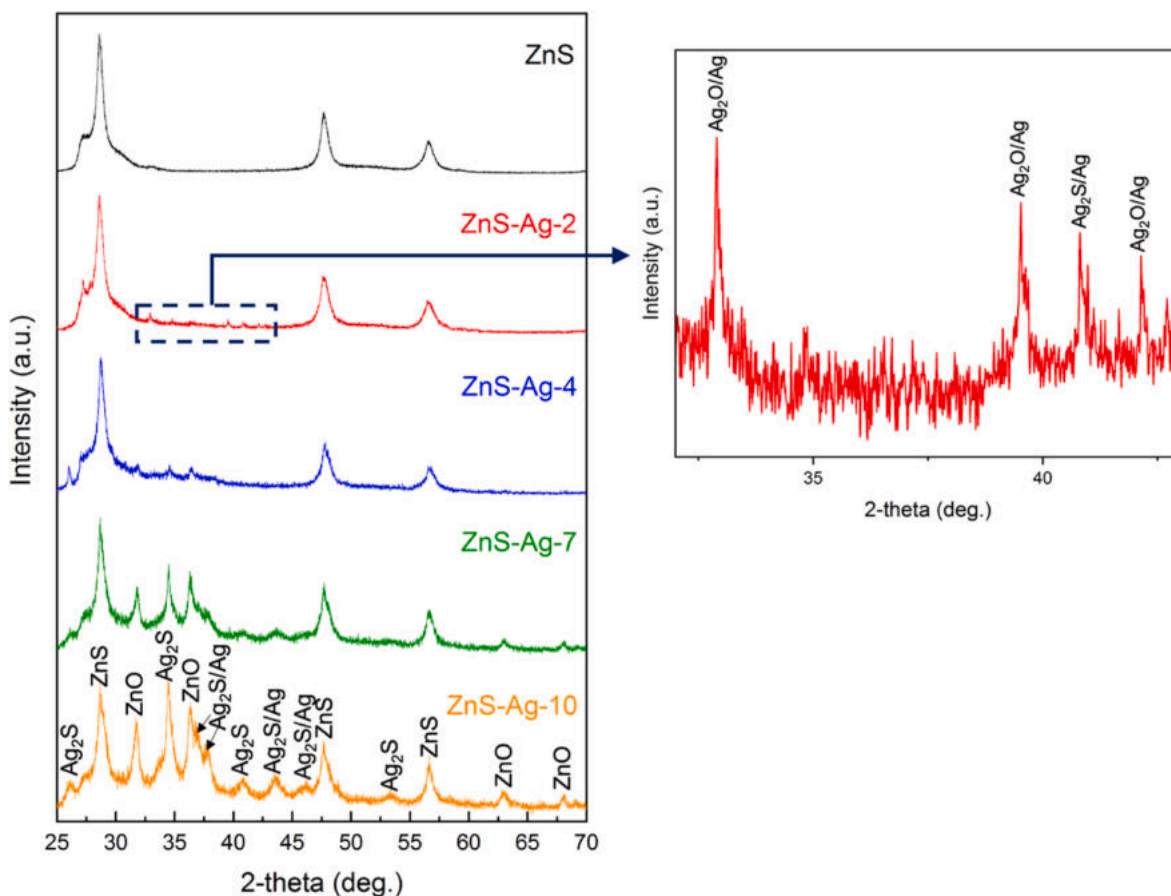 ZnS
ZnS-Ag-2
ZnS-Ag-4
ZnS-Ag-7
ZnS-Ag-10
Ag₂S
ZnS
ZnO
Ag₂S
ZnO
Ag₂S/Ag
Ag₂S
Ag₂S/Ag
Ag₂S/Ag
ZnS
Ag₂S
ZnS
ZnO
ZnO
Intensity (a.u.)
25 30 35 40 45 50 55 60 65 70
2-theta (deg.)
Ag₂O/Ag
Ag₂O/Ag
Ag₂S/Ag
Ag₂O/Ag
Intensity (a.u.)
35 40
2-theta (deg.)